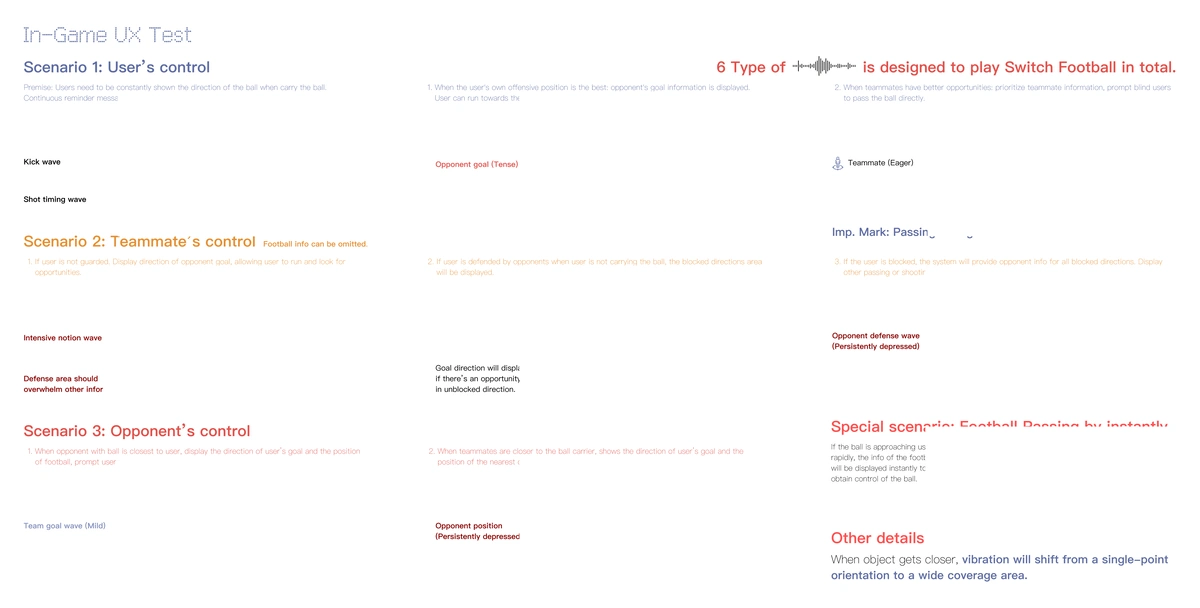 In-Game UX Test
Scenario 1: User's control
6 Type of is designed to play Switch Football in total.
Premise: Users need to be constantly shown the direction of the ball when carry the ball.
Continuous reminder
1. When the user's own offensive position is the best: opponent's goal information is displayed.
User can run towards
2. When teammates have better opportunities: prioritize teammate information, prompt blind users
to pass the ball directly.
Kick wave
Opponent goal (Tense)
Teammate (Eager)
Shot timing wave
Scenario 2: Teammate's control Football info can be omitted.
Imp. Mark:
1. If user is not guarded. Display direction of opponent goal, allowing user to run and look for
opportunities.
2. If user is defended by opponents when user is not carrying the ball, the blocked directions area
will be displayed.
3. If the user is blocked, the system will provide opponent info for all blocked directions. Display
other passing or
Intensive notion wave
Opponent defense wave
(Persistently depressed)
Defense area should
overwhelm other
Goal direction will
if there's an opportunity
in unblocked direction.
Scenario 3: Opponent's control
Special scenario: Football Passing by instantly
1. When opponent with ball is closest to user, display the direction of user's goal and the position
of football, prompt user
2. When teammates are closer to the ball carrier, shows the direction of user's goal and the
position of the nearest
If the ball is approaching
rapidly, the info of the
will be displayed instantly
obtain control of the ball.
Team goal wave (Mild)
Opponent position
(Persistently depressed
Other details
When object gets closer, vibration will shift from a single-point
orientation to a wide coverage area.